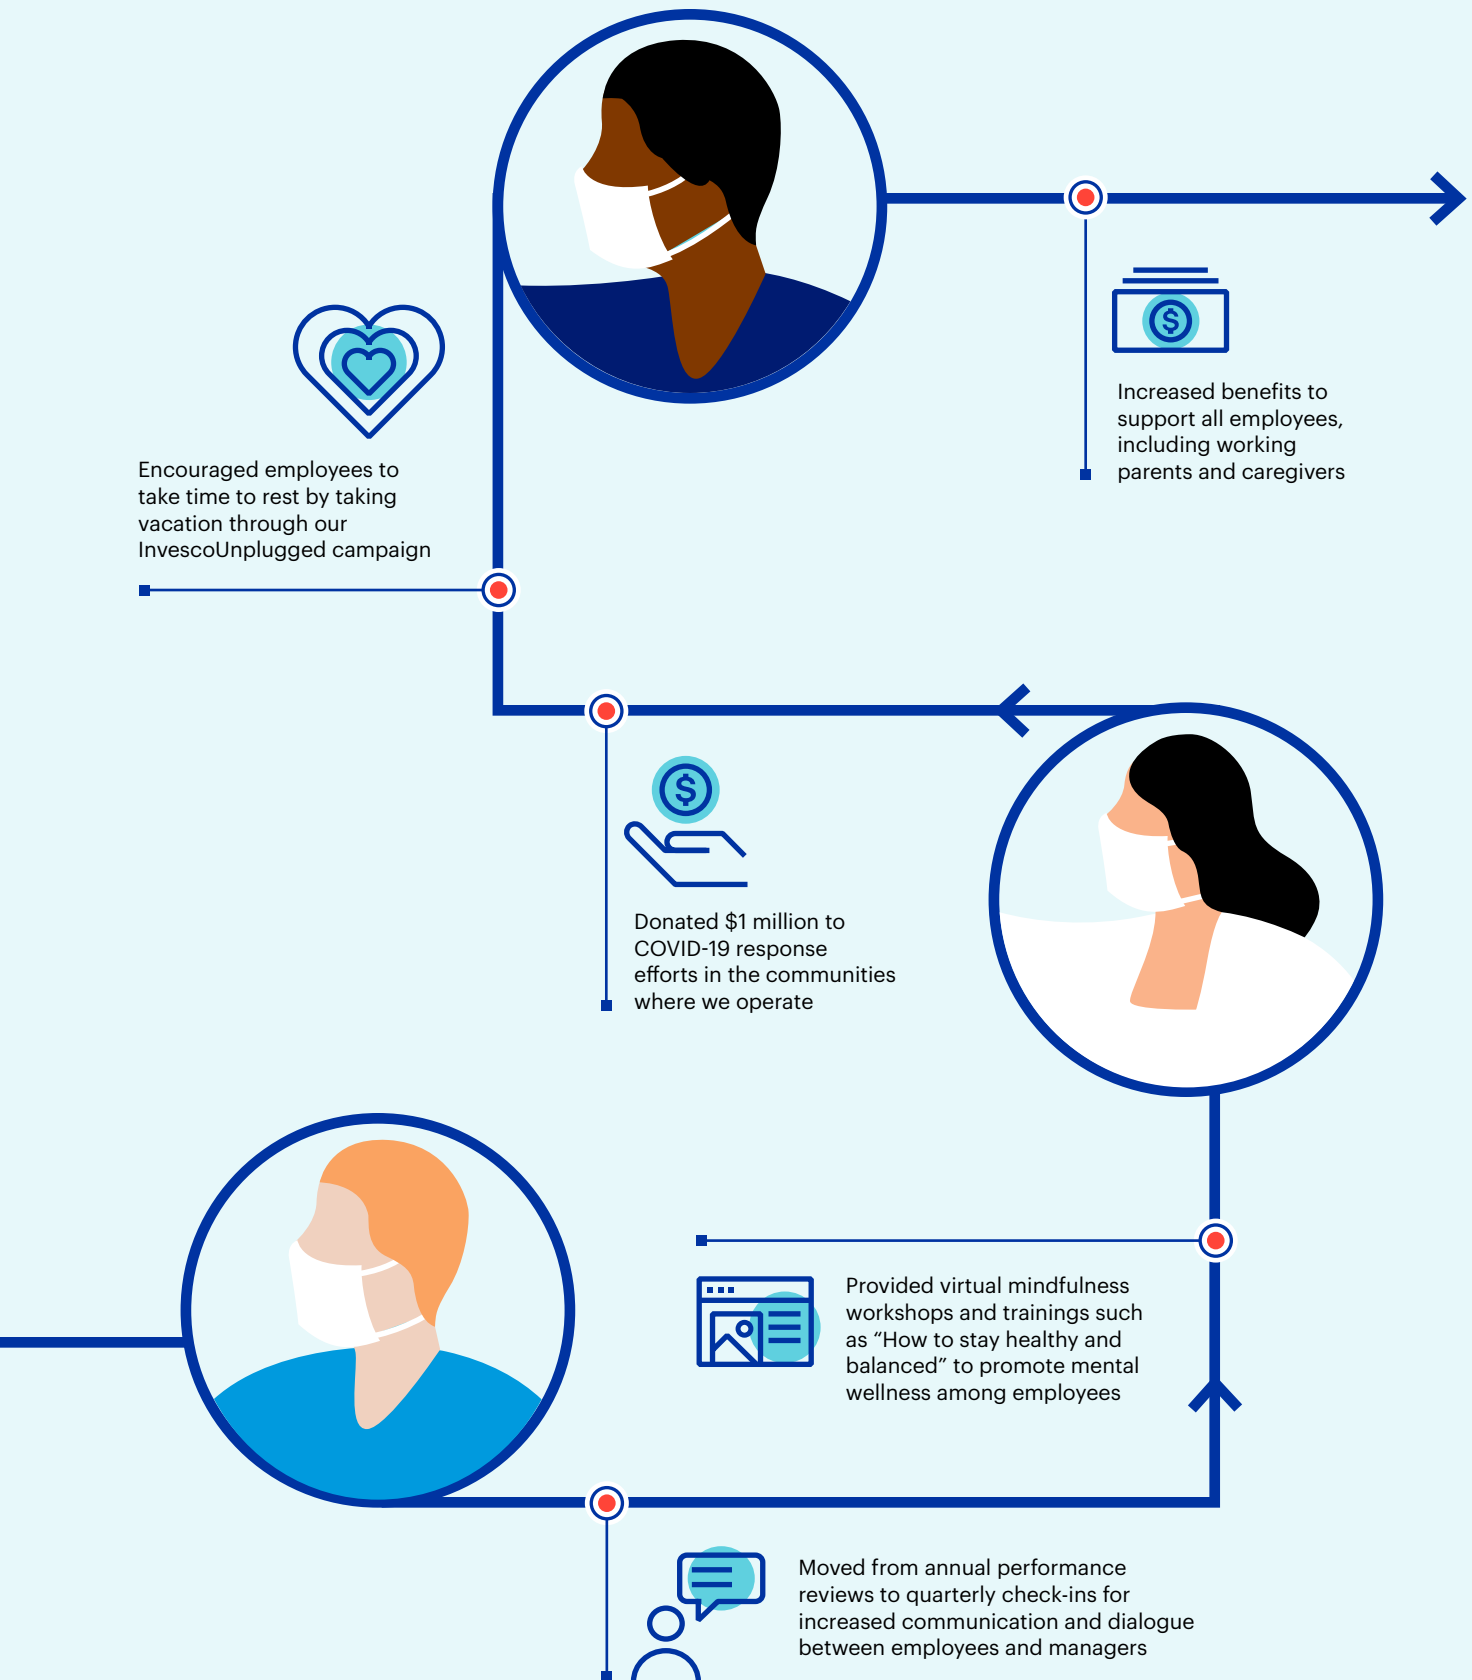 Increased benefits to
support all employees,
including working
parents and caregivers
Encouraged employees to
take time to rest by taking
vacation through our
InvescoUnplugged campaign
$
$
Donated $1 million to
COVID-19 response
efforts in the communities
where we operate
Provided virtual mindfulness
workshops and trainings such
as “How to stay healthy and
balanced” to promote mental
wellness among employees
Moved from annual performance
reviews to quarterly check-ins for
increased communication and dialogue
between employees and managers